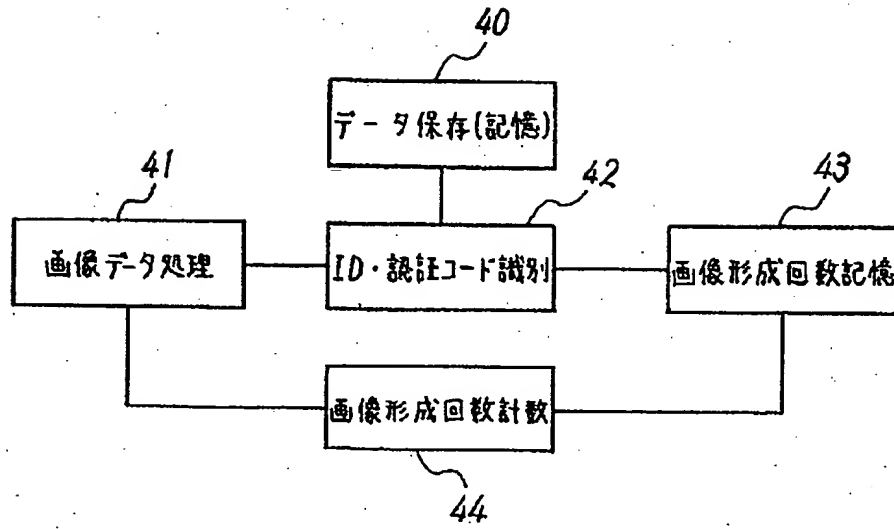 40
データ保存(記憶)
41
42
43
画像データ処理
ID・認証コード識別
画像形成回数記憶
画像形成回数計数
44